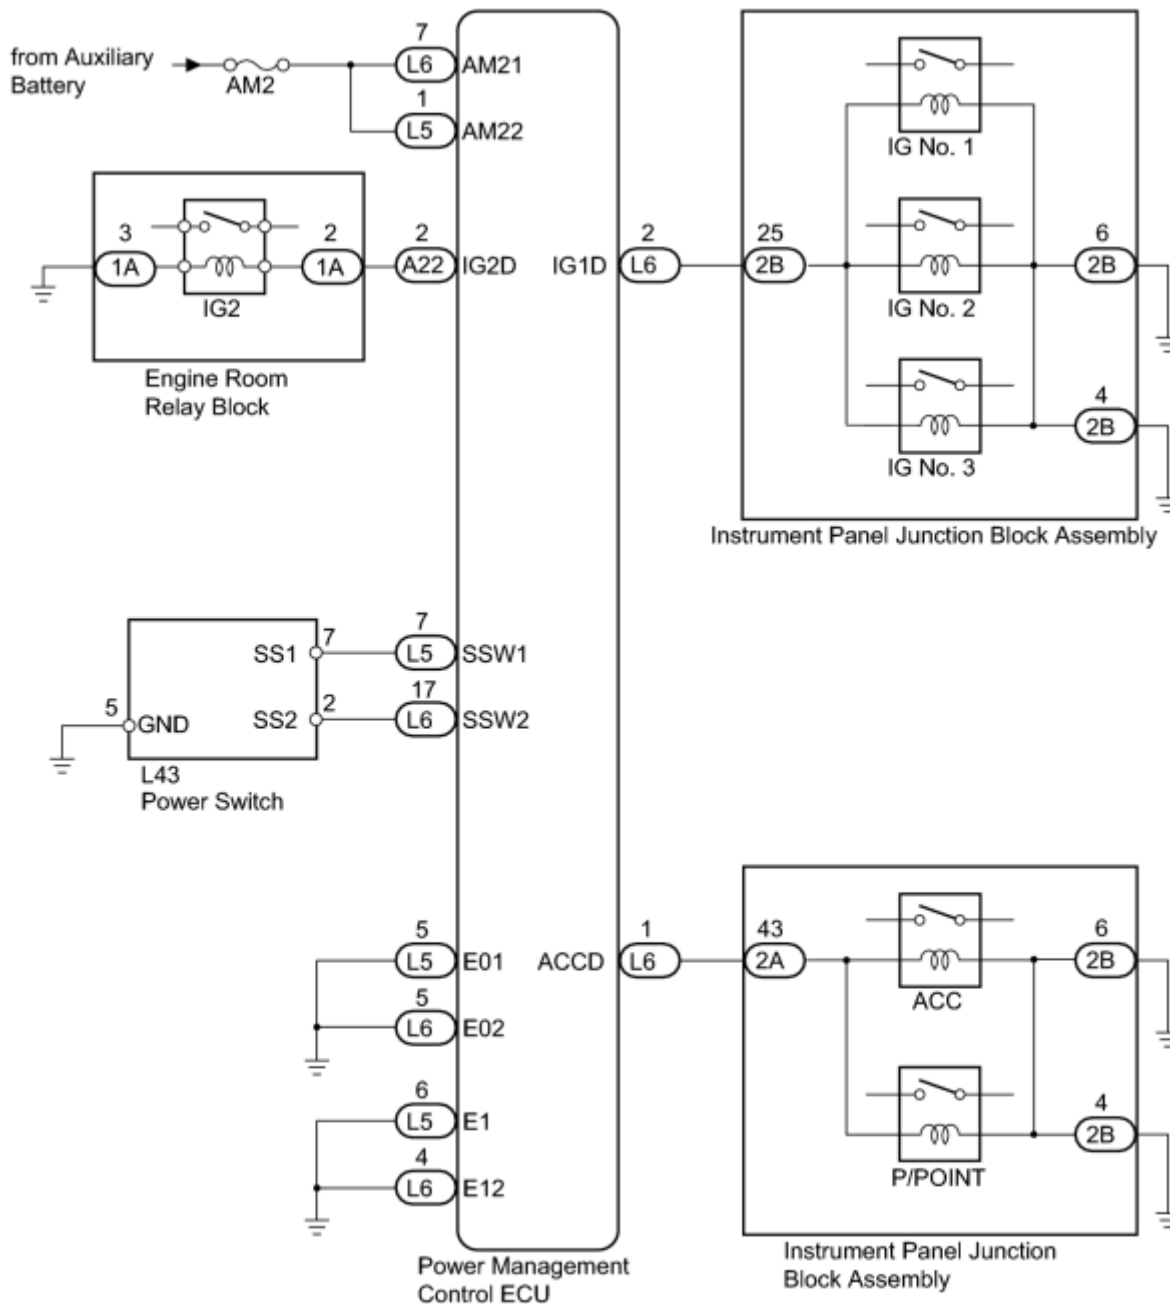 from Auxiliary
Battery
AM2
7
L6 AM21
1
L5 AM22
3
1A
2
1A
IG2
Engine Room
Relay Block
2
A22 IG2D
IG1D
2
L6
25
2B
IG No. 1
IG No. 2
IG No. 3
6
2B
4
2B
Instrument Panel Junction Block Assembly
5
GND
SS1 7
SS2 2
L43
Power Switch
7
L5 SSW1
17
L6 SSW2
5
L5 E01
5
L6 E02
6
L5 E1
4
L6 E12
ACCD
1
L6
43
2A
ACC
P/POINT
6
2B
4
2B
Power Management
Control ECU
Instrument Panel Junction
Block Assembly